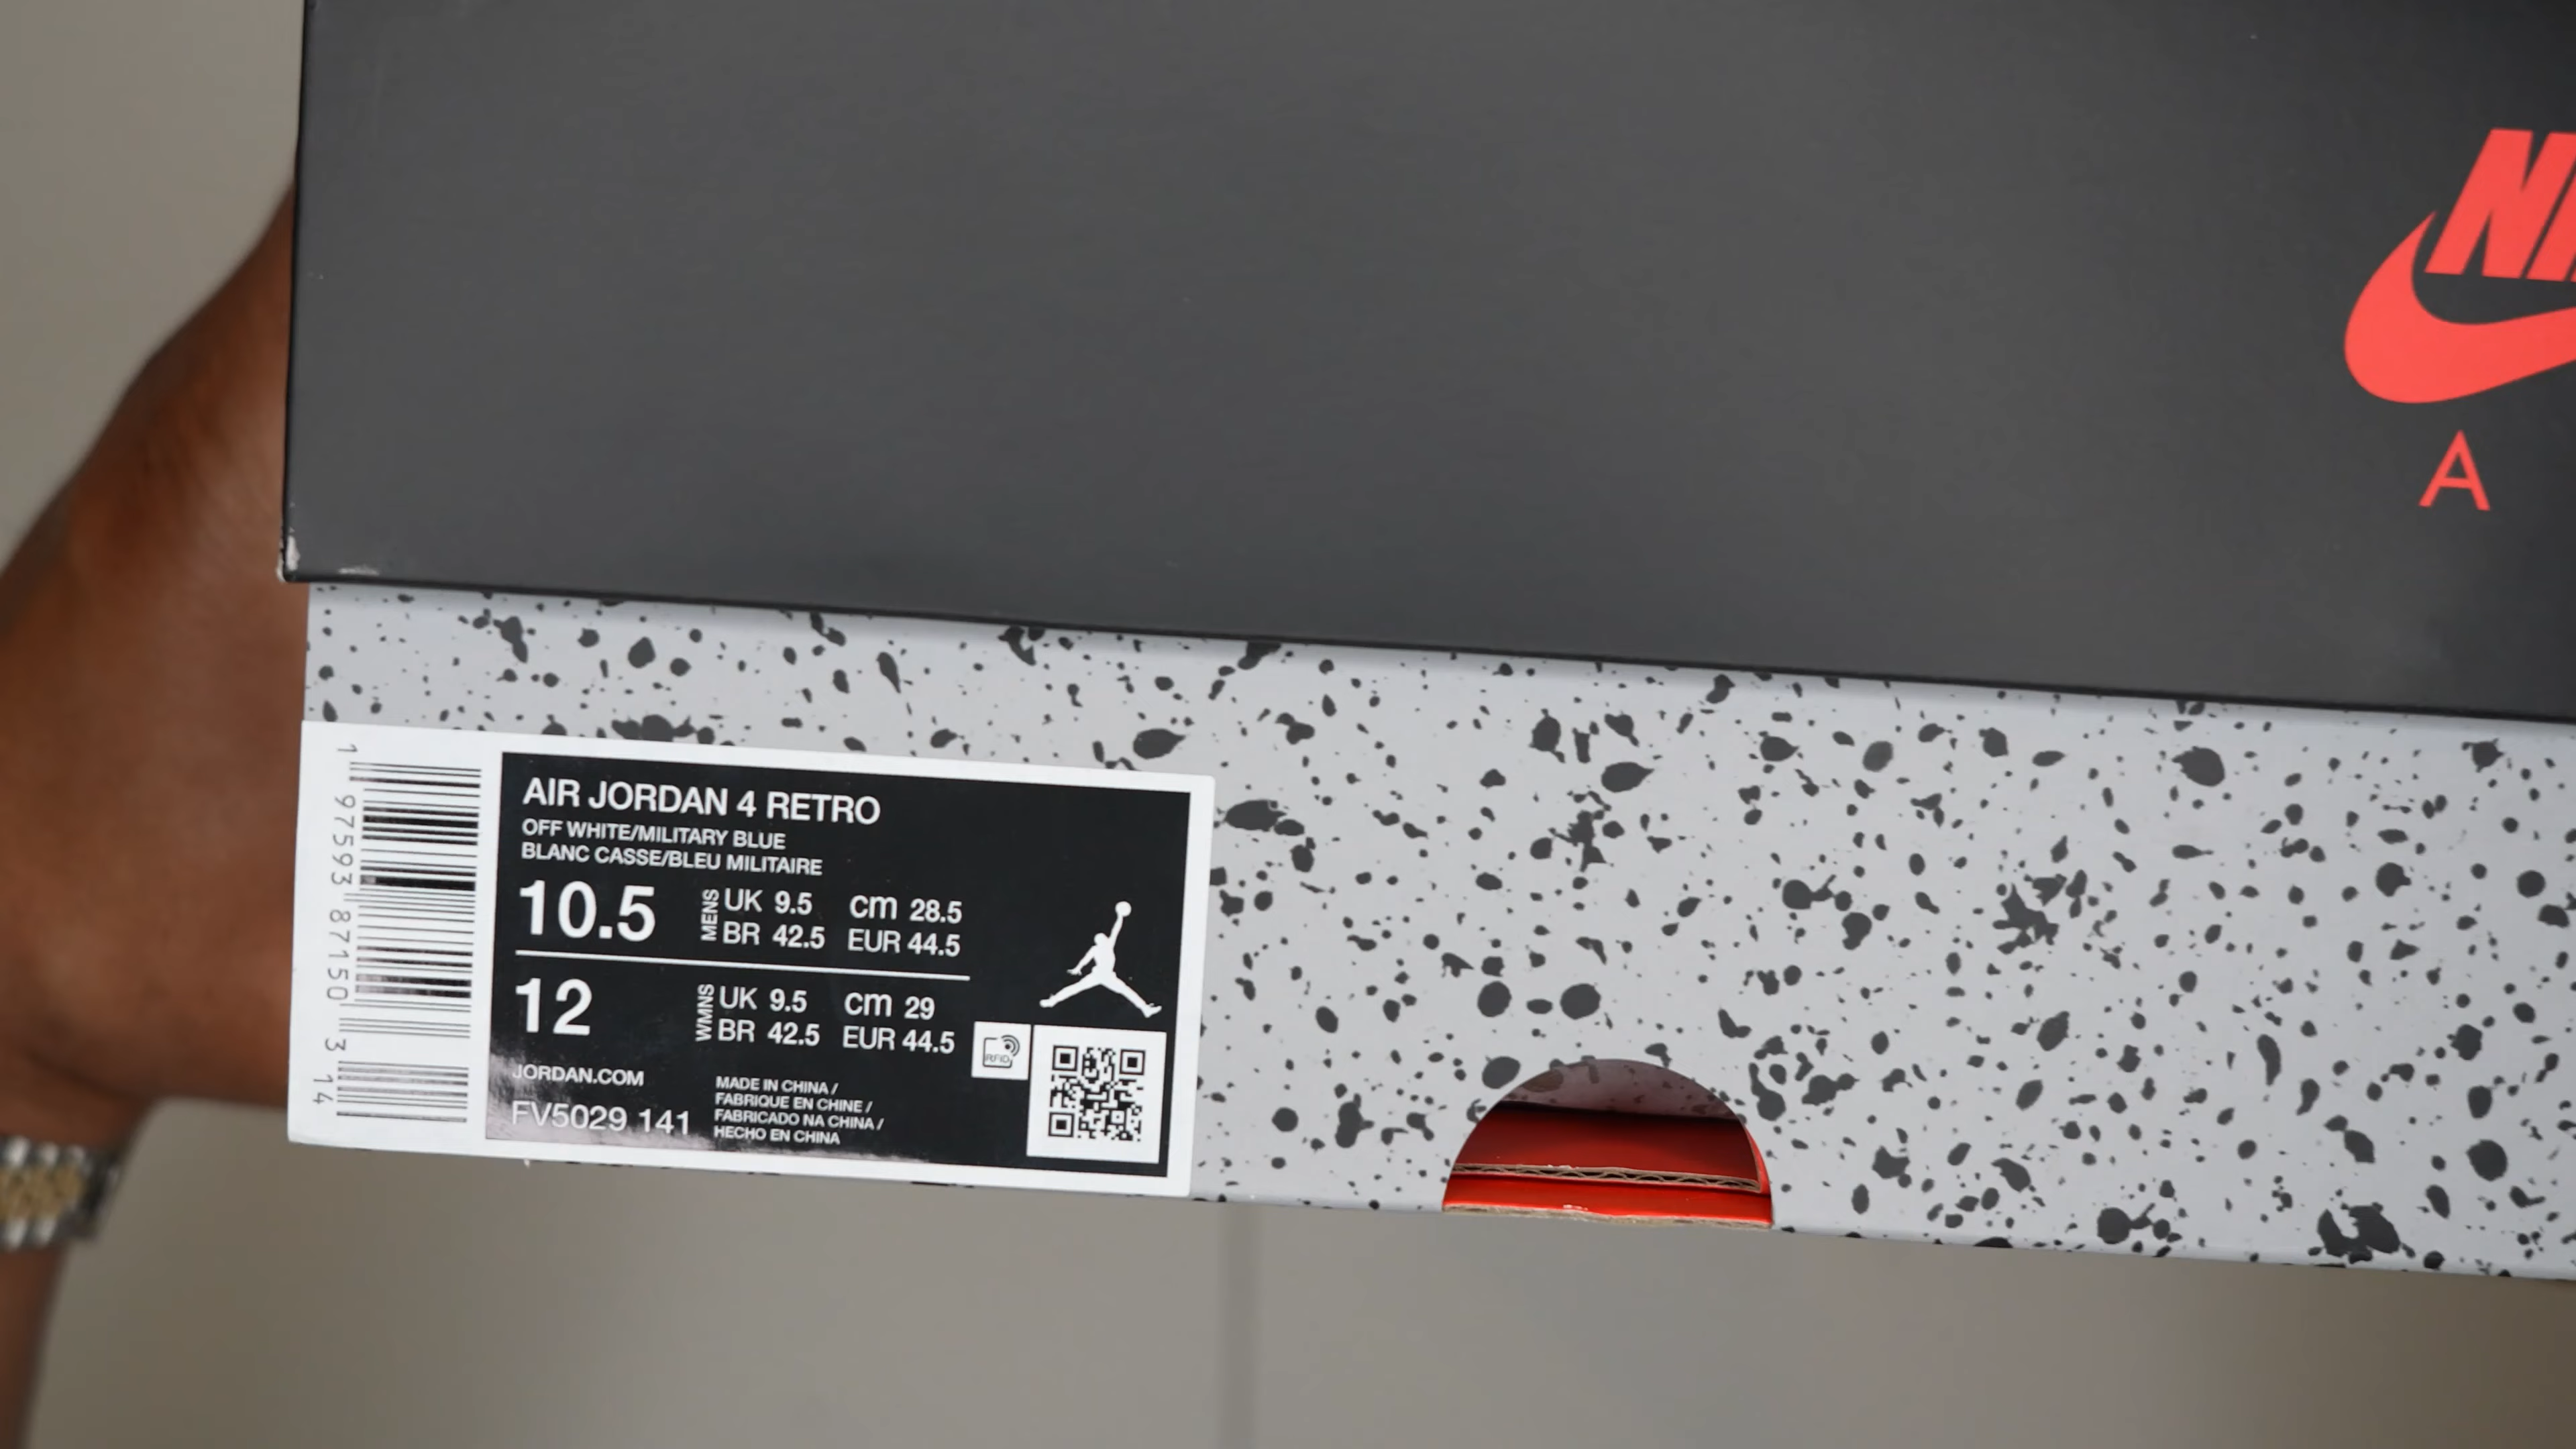 A
1 97593 87150 3 14
AIR JORDAN 4 RETRO
OFF WHITE/MILITARY BLUE
BLANC CASSE/BLEU MILITAIRE
10.5 MENS UK 9.5 cm 28.5
BR 42.5 EUR 44.5
12 WMNS UK 9.5 cm 29
BR 42.5 EUR 44.5
RFID
JORDAN.COM
FV5029 141
MADE IN CHINA /
FABRIQUE EN CHINE /
FABRICADO NA CHINA /
HECHO EN CHINA